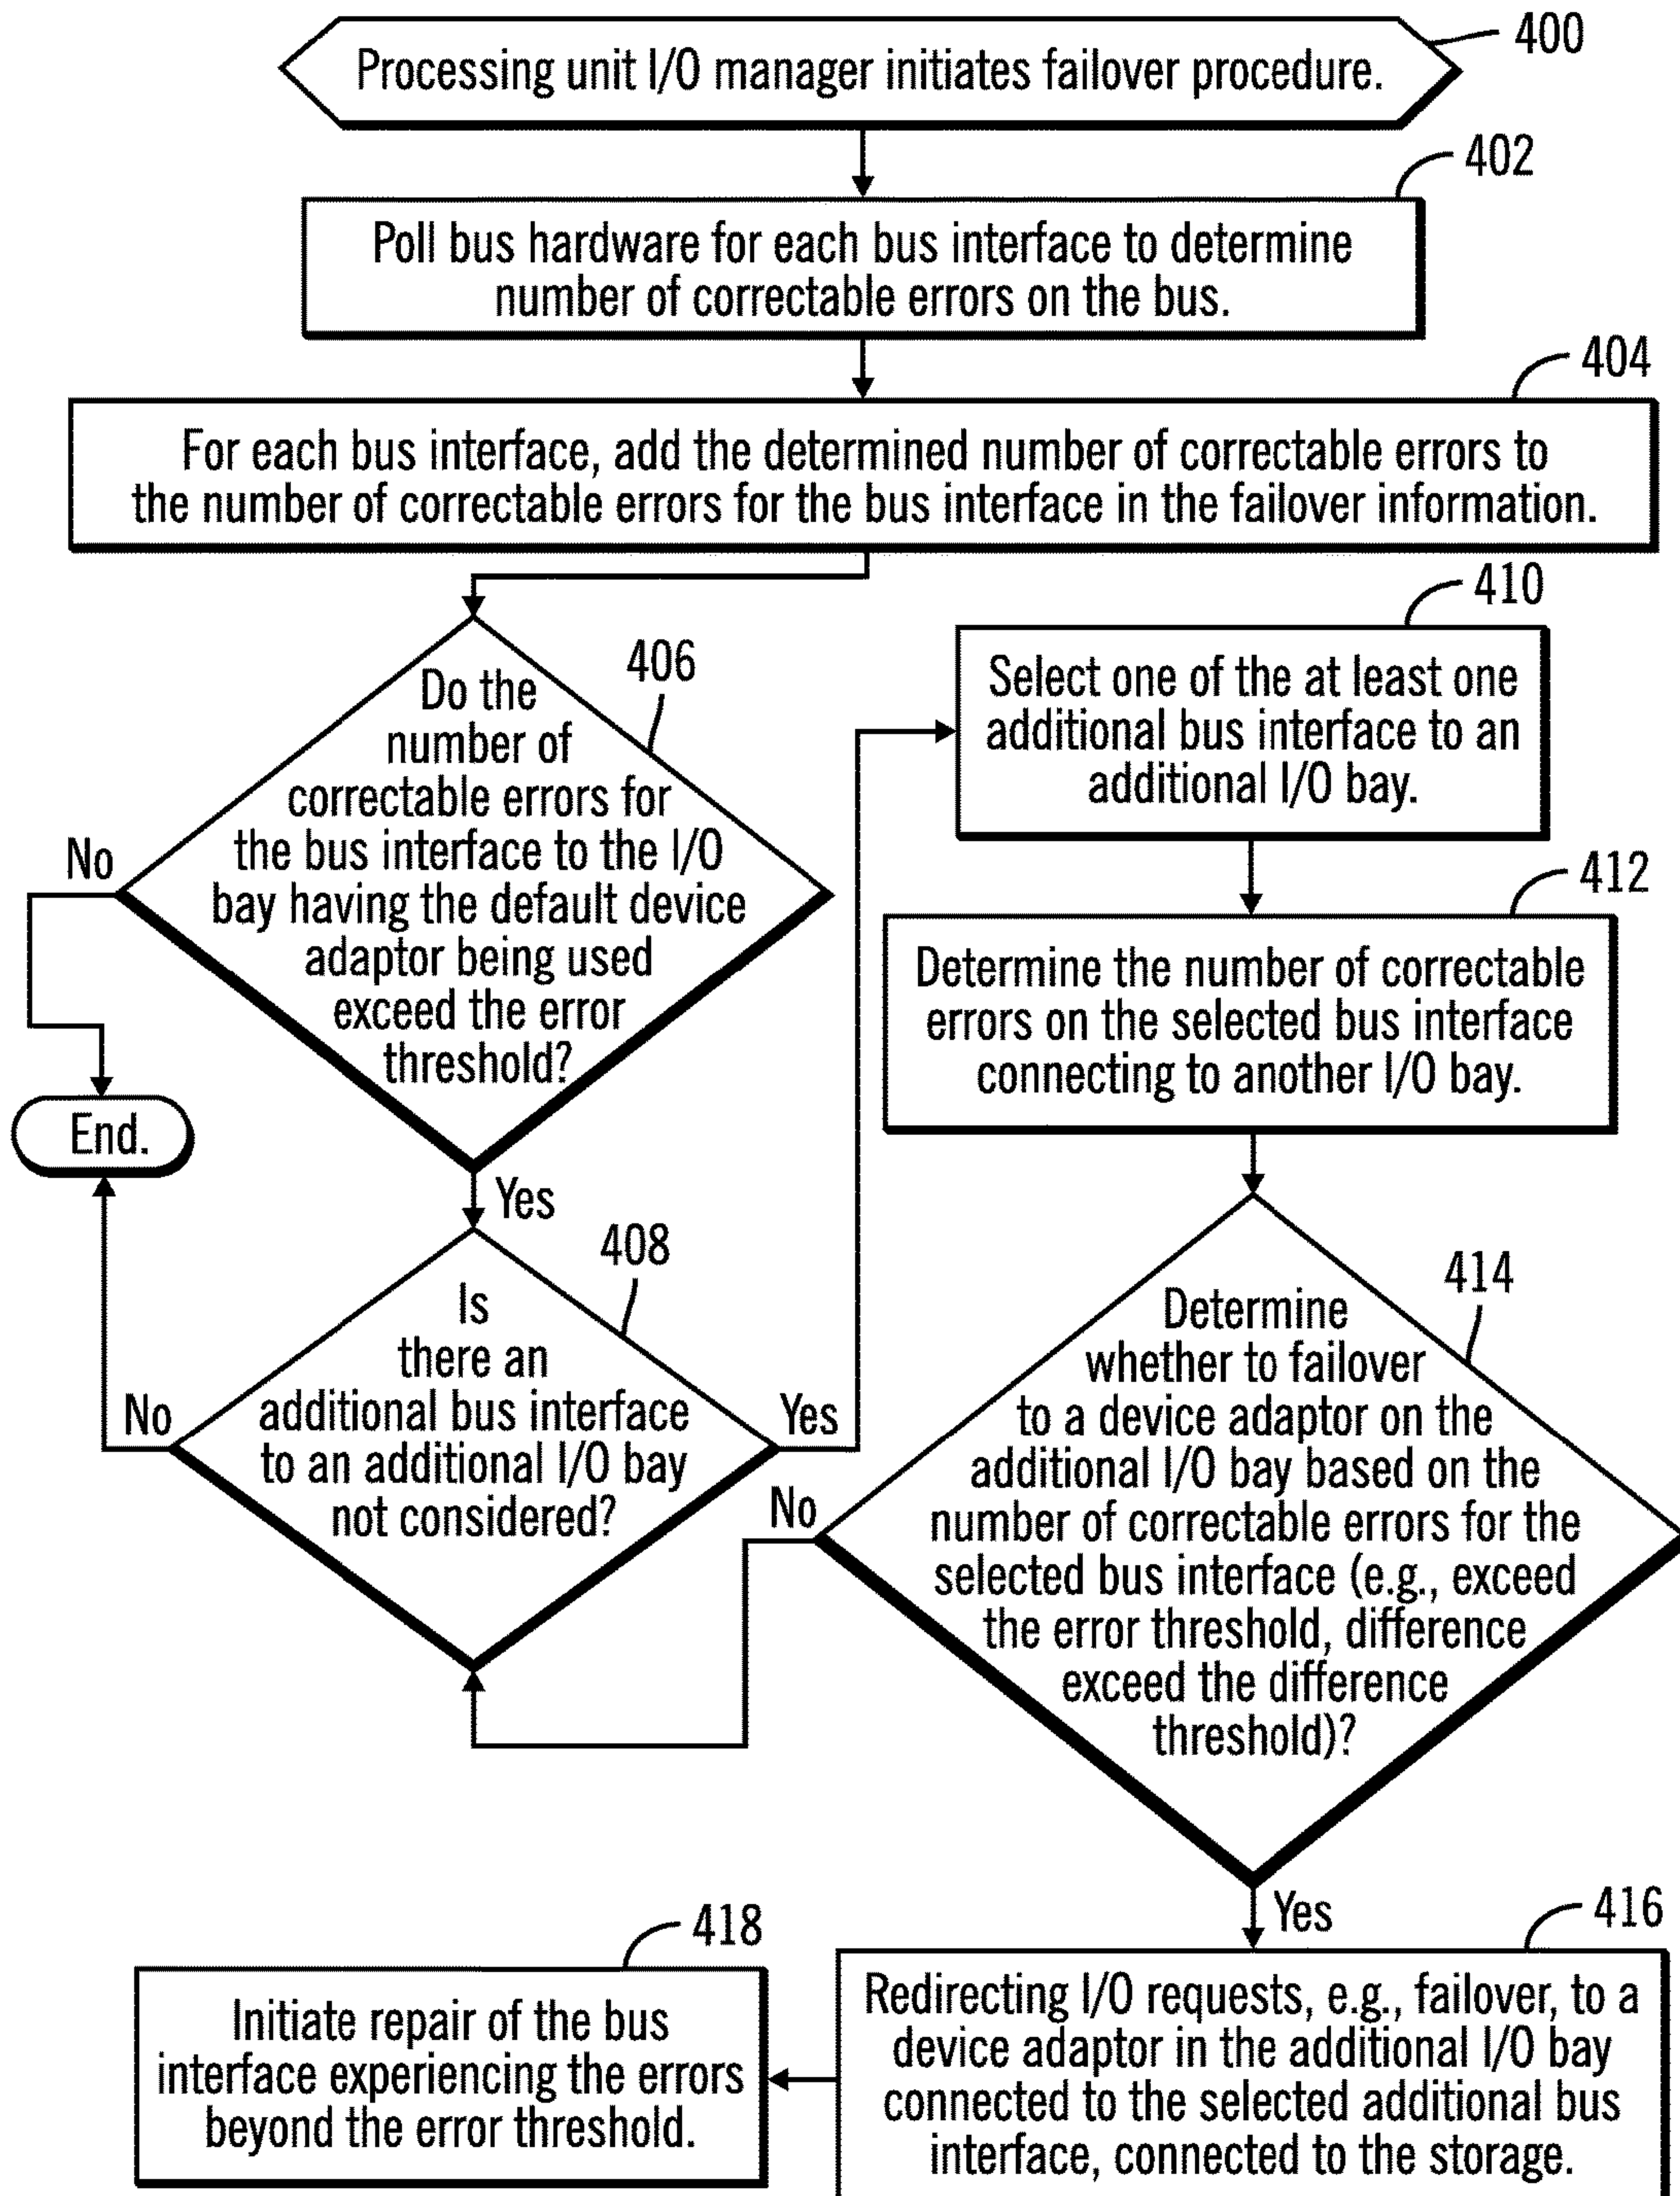 400
Processing unit I/O manager initiates failover procedure.
402
Poll bus hardware for each bus interface to determine
number of correctable errors on the bus.
404
For each bus interface, add the determined number of correctable errors to
the number of correctable errors for the bus interface in the failover information.
406
Do the
number of
correctable errors for
the bus interface to the I/O
bay having the default device
adaptor being used
exceed the error
threshold?
No
End.
Yes
408
Is
there an
additional bus interface
to an additional I/O bay
not considered?
No
Yes
410
Select one of the at least one
additional bus interface to an
additional I/O bay.
412
Determine the number of correctable
errors on the selected bus interface
connecting to another I/O bay.
414
Determine
whether to failover
to a device adaptor on the
additional I/O bay based on the
number of correctable errors for the
selected bus interface (e.g., exceed
the error threshold, difference
exceed the difference
threshold)?
No
Yes
416
Redirecting I/O requests, e.g., failover, to a
device adaptor in the additional I/O bay
connected to the selected additional bus
interface, connected to the storage.
418
Initiate repair of the bus
interface experiencing the errors
beyond the error threshold.